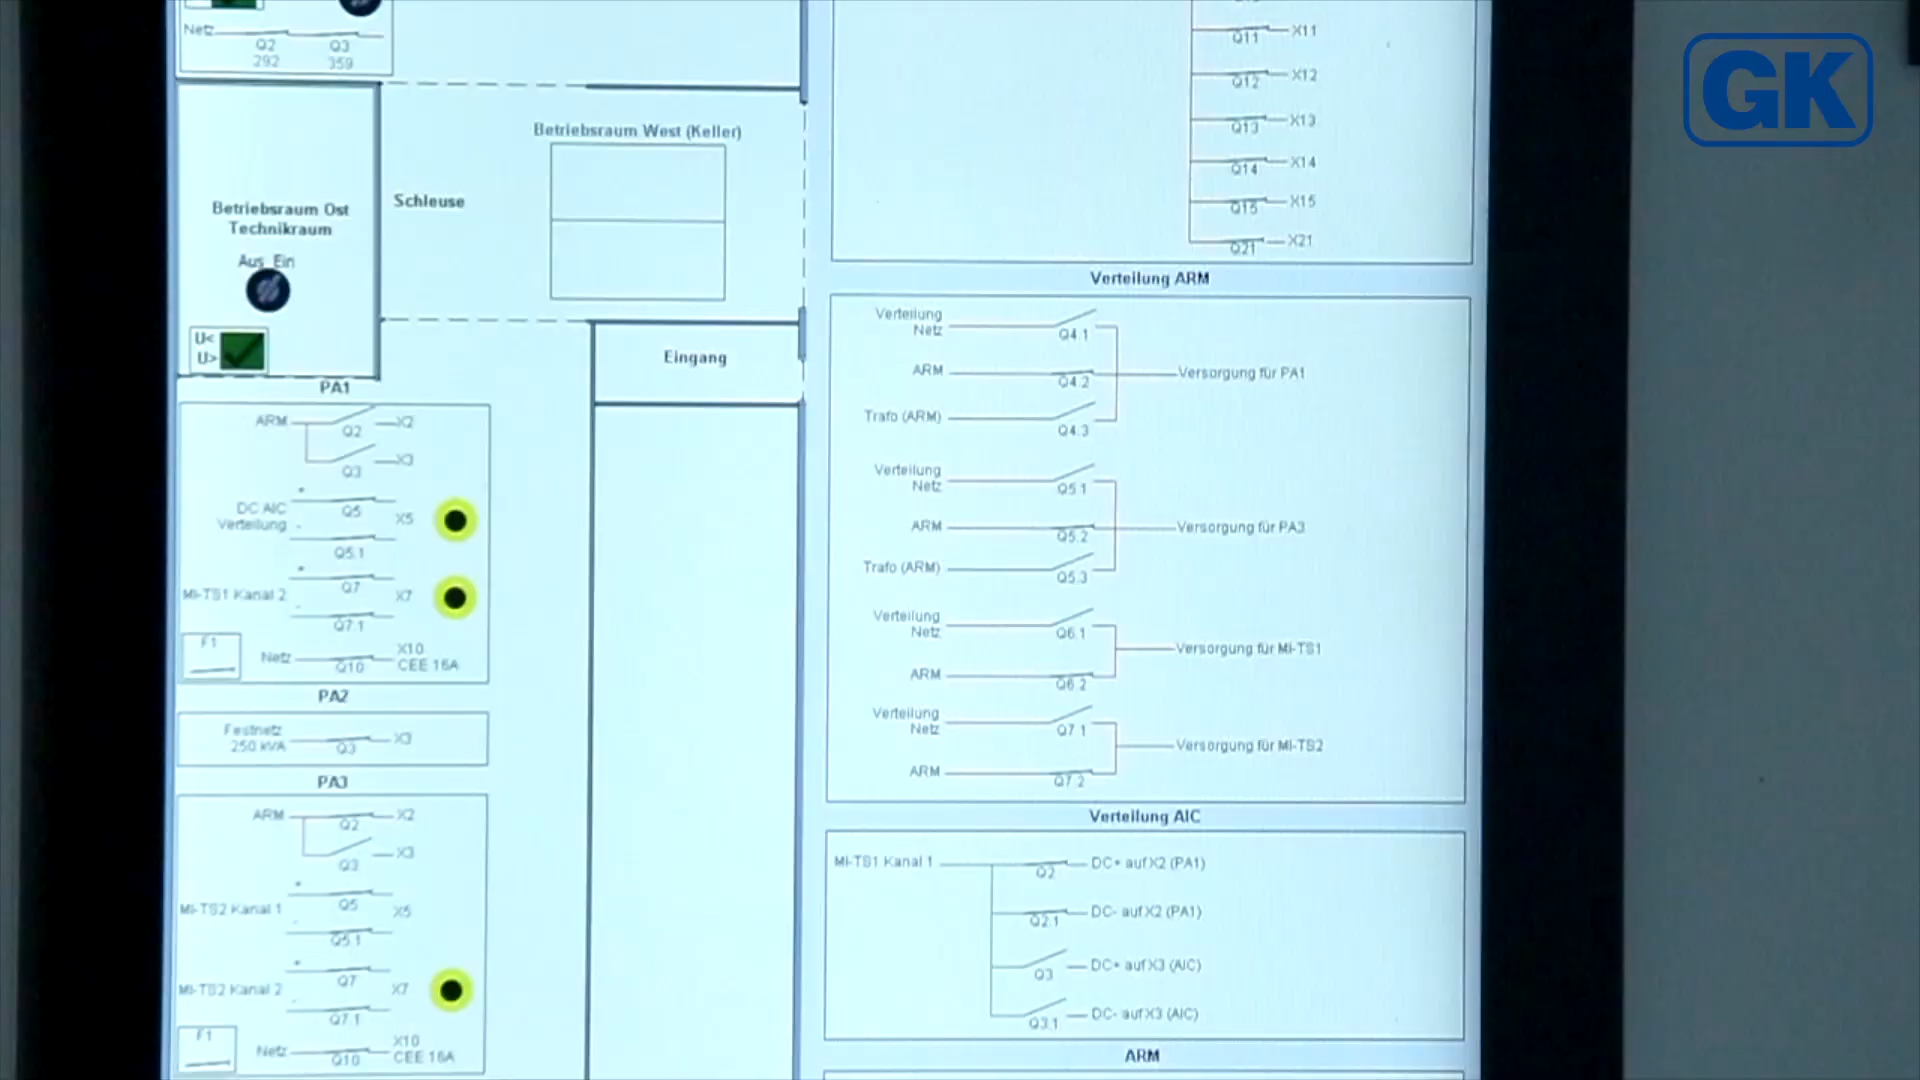 Netz
Q2
Q3
292
359
Betriebsraum Ost
Technikraum
Aus Ein
U<
U>
Schleuse
Betriebsraum West (Keller)
Eingang
PA1
ARM
Q2
X2
Q3
X3
DC AIC
Verteilung
Q5
X5
Q5.1
MI-TS1 Kanal 2
Q7
X7
Q7.1
F1
Netz
Q10
X10
CEE 16A
PA2
Festnetz
250 kVA
Q3
X3
PA3
ARM
Q2
X2
Q3
X3
MI-TS2 Kanal 1
Q5
X5
Q5.1
MI-TS2 Kanal 2
Q7
X7
Q7.1
F1
Netz
Q10
X10
CEE 16A
Q11
X11
Q12
X12
Q13
X13
Q14
X14
Q15
X15
Q21
X21
Verteilung ARM
Verteilung
Netz
Q4.1
ARM
Q4.2
Versorgung für PA1
Trafo (ARM)
Q4.3
Verteilung
Netz
Q5.1
ARM
Q5.2
Versorgung für PA3
Trafo (ARM)
Q5.3
Verteilung
Netz
Q6.1
Versorgung für MI-TS1
ARM
Q6.2
Verteilung
Netz
Q7.1
Versorgung für MI-TS2
ARM
Q7.2
Verteilung AIC
MI-TS1 Kanal 1
Q2
DC+ auf X2 (PA1)
Q2.1
DC- auf X2 (PA1)
Q3
DC+ auf X3 (AIC)
Q3.1
DC- auf X3 (AIC)
ARM
GK